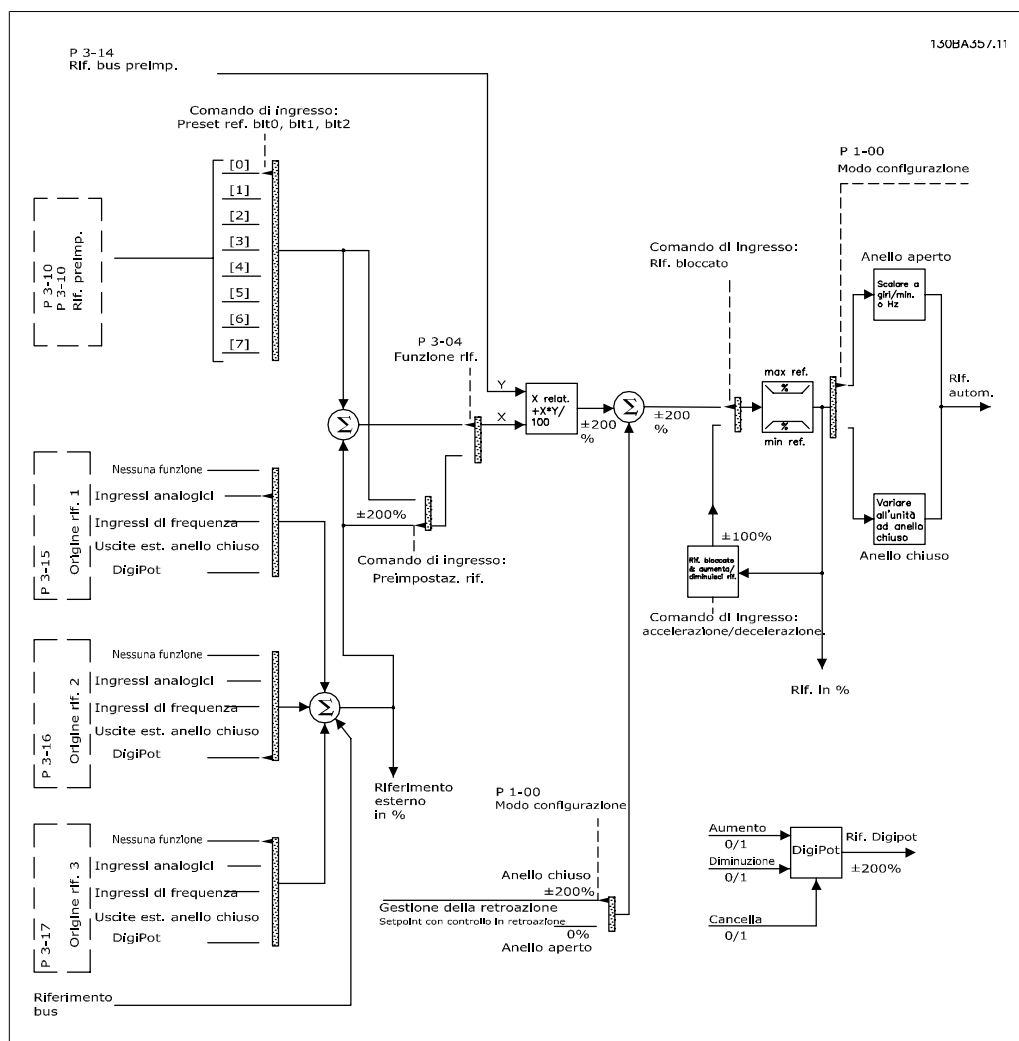 130BA357.11
P 3-14
Rif. bus preimp.
Comando di ingresso:
Preset ref. bit0, bit1, bit2
[0]
[1]
[2]
[3]
[4]
[5]
[6]
[7]
P 3-10
P 3-10
Rif. preimp.
P 1-00
Modo configurazione
Comando di ingresso:
Rif. bloccato
Anello aperto
Scalare a
giri/min.
o Hz
P 3-04
Funzione rif.
Y
X
X relat.
+X*Y/
100
±200
%
Σ
±200
%
max ref.
%
%
min ref.
Rif.
autom.
Σ
±200%
Comando di ingresso:
Preimpostaz. rif.
±100%
Rif. bloccato
& aumenta/
diminuisci rif.
Comando di ingresso:
accelerazione/decelerazione.
Variare
all'unità
ad anello
chiuso
Anello chiuso
Rif. in %
P 3-15
Origine rif. 1
Nessuna funzione
Ingressi analogici
Ingressi di frequenza
Uscite est. anello chiuso
DigiPot
P 3-16
Origine rif. 2
Nessuna funzione
Ingressi analogici
Ingressi di frequenza
Uscite est. anello chiuso
DigiPot
Σ
Riferimento
esterno
in %
P 3-17
Origine rif. 3
Nessuna funzione
Ingressi analogici
Ingressi di frequenza
Uscite est. anello chiuso
DigiPot
Riferimento
bus
P 1-00
Modo configurazione
Anello chiuso
±200%
Gestione della retroazione
Setpoint con controllo in retroazione
0%
Anello aperto
Aumento
0/1
Diminuzione
0/1
Cancella
0/1
DigiPot
Rif. Digipot
±200%